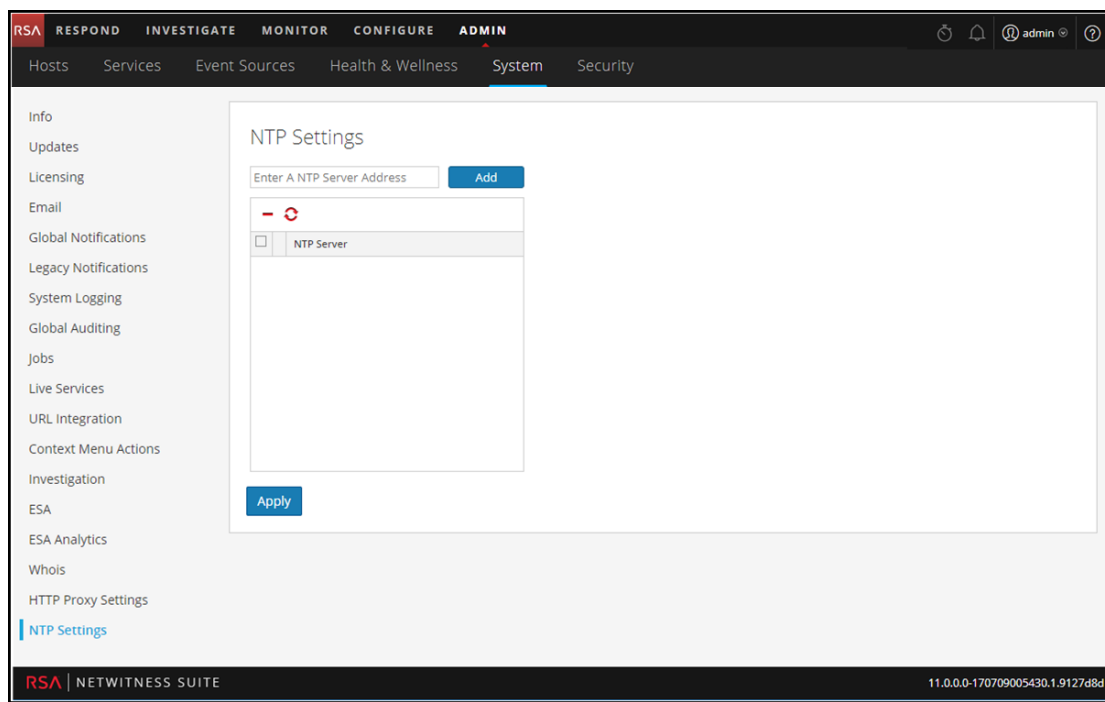 RSA RESPOND INVESTIGATE MONITOR CONFIGURE ADMIN admin ?
Hosts Services Event Sources Health & Wellness System Security
Info
Updates
Licensing
Email
Global Notifications
Legacy Notifications
System Logging
Global Auditing
Jobs
Live Services
URL Integration
Context Menu Actions
Investigation
ESA
ESA Analytics
Whois
HTTP Proxy Settings
NTP Settings
NTP Settings
Enter A NTP Server Address Add
NTP Server
Apply
RSA | NETWITNESS SUITE 11.0.0.0-170709005430.1.9127d8d